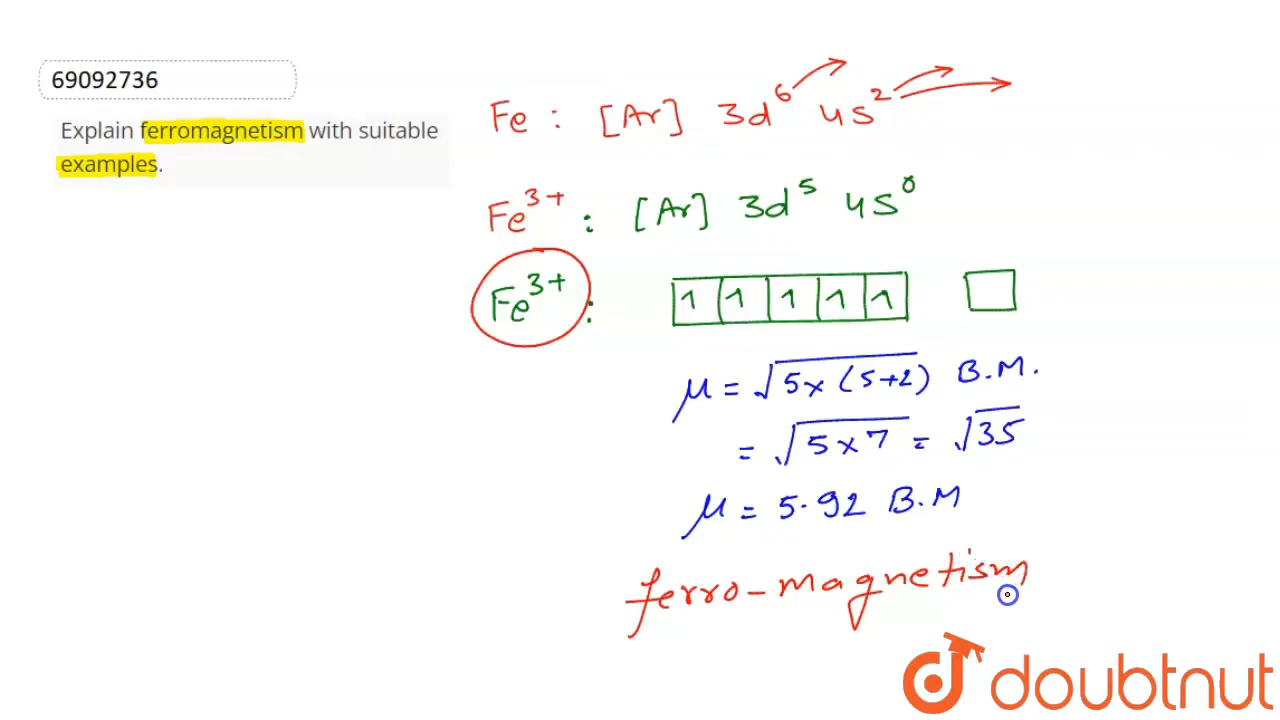 69092736
Explain ferromagnetism with suitable
examples.
Fe : [Ar] 3d⁶ 4s²
Fe³⁺ : [Ar] 3d⁵ 4s⁰
Fe³⁺ : 1 1 1 1 1
μ = √5×(5+2) B.M.
= √5×7 = √35
μ = 5.92 B.M
ferro-magnetism
doubtnut